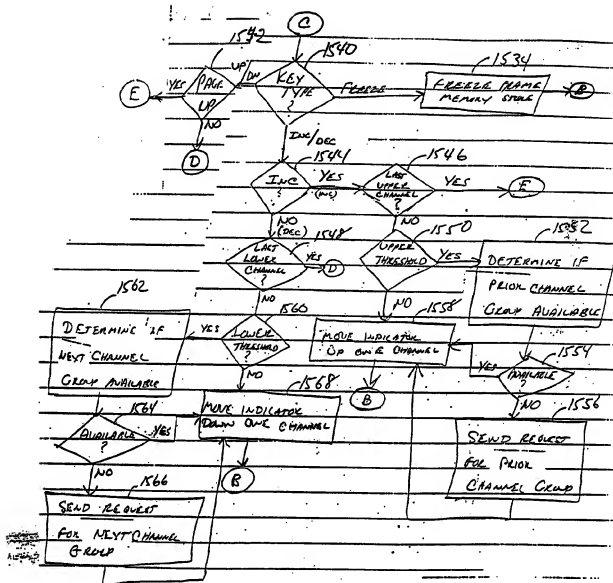 C
1542
1540
UP/
DN
1534
YES
PAGE
UP
?
KEY
TYPE
?
FREEZE
FREEZE FRAME
MEMORY STORE
B
E
NO
D
INC/DEC
1544
1546
INC
?
YES
(INC)
LAST
UPPER
CHANNEL
?
YES
E
NO
(DEC)
1548
NO
1550
1552
LAST
LOWER
CHANNEL
?
YES
D
UPPER
THRESHOLD
?
YES
DETERMINE IF
PRIOR CHANNEL
GROUP AVAILABLE
1562
NO
1560
NO
1558
DETERMINE IF
NEXT CHANNEL
GROUP AVAILABLE
YES
LOWER
THRESHOLD
?
MOVE INDICATOR
UP ONE CHANNEL
1554
YES
AVAILABLE
?
NO
1568
B
NO
1556
1564
AVAILABLE
?
YES
MOVE INDICATOR
DOWN ONE CHANNEL
SEND REQUEST
FOR PRIOR
CHANNEL GROUP
NO
B
1566
SEND REQUEST
FOR NEXT CHANNEL
GROUP